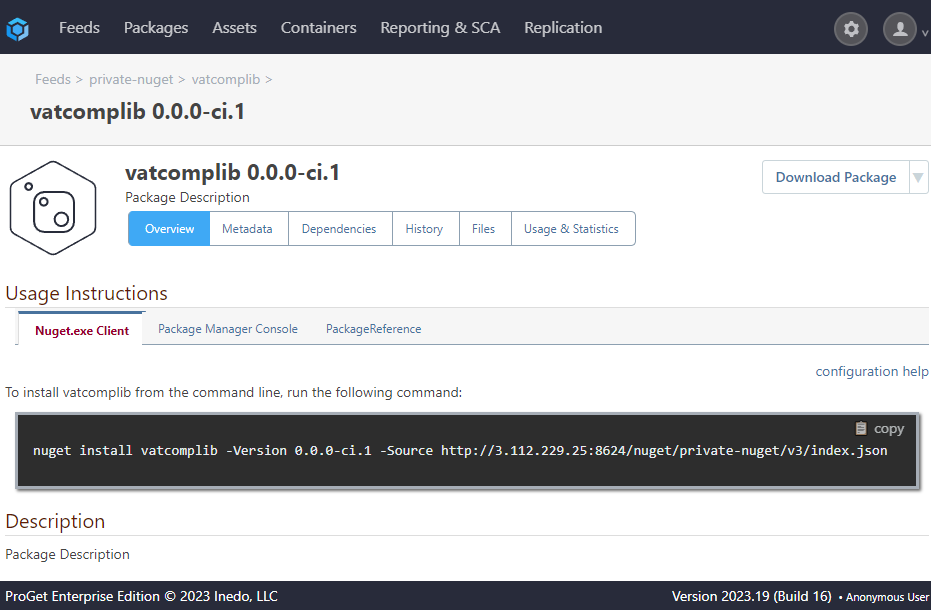 Feeds Packages Assets Containers Reporting & SCA Replication
Feeds > private-nuget > vatcomplib >
vatcomplib 0.0.0-ci.1
vatcomplib 0.0.0-ci.1
Download Package
Package Description
Overview Metadata Dependencies History Files Usage & Statistics
Usage Instructions
Nuget.exe Client Package Manager Console PackageReference
configuration help
To install vatcomplib from the command line, run the following command:
copy
nuget install vatcomplib -Version 0.0.0-ci.1 -Source http://3.112.229.25:8624/nuget/private-nuget/v3/index.json
Description
Package Description
ProGet Enterprise Edition © 2023 Inedo, LLC Version 2023.19 (Build 16) • Anonymous User